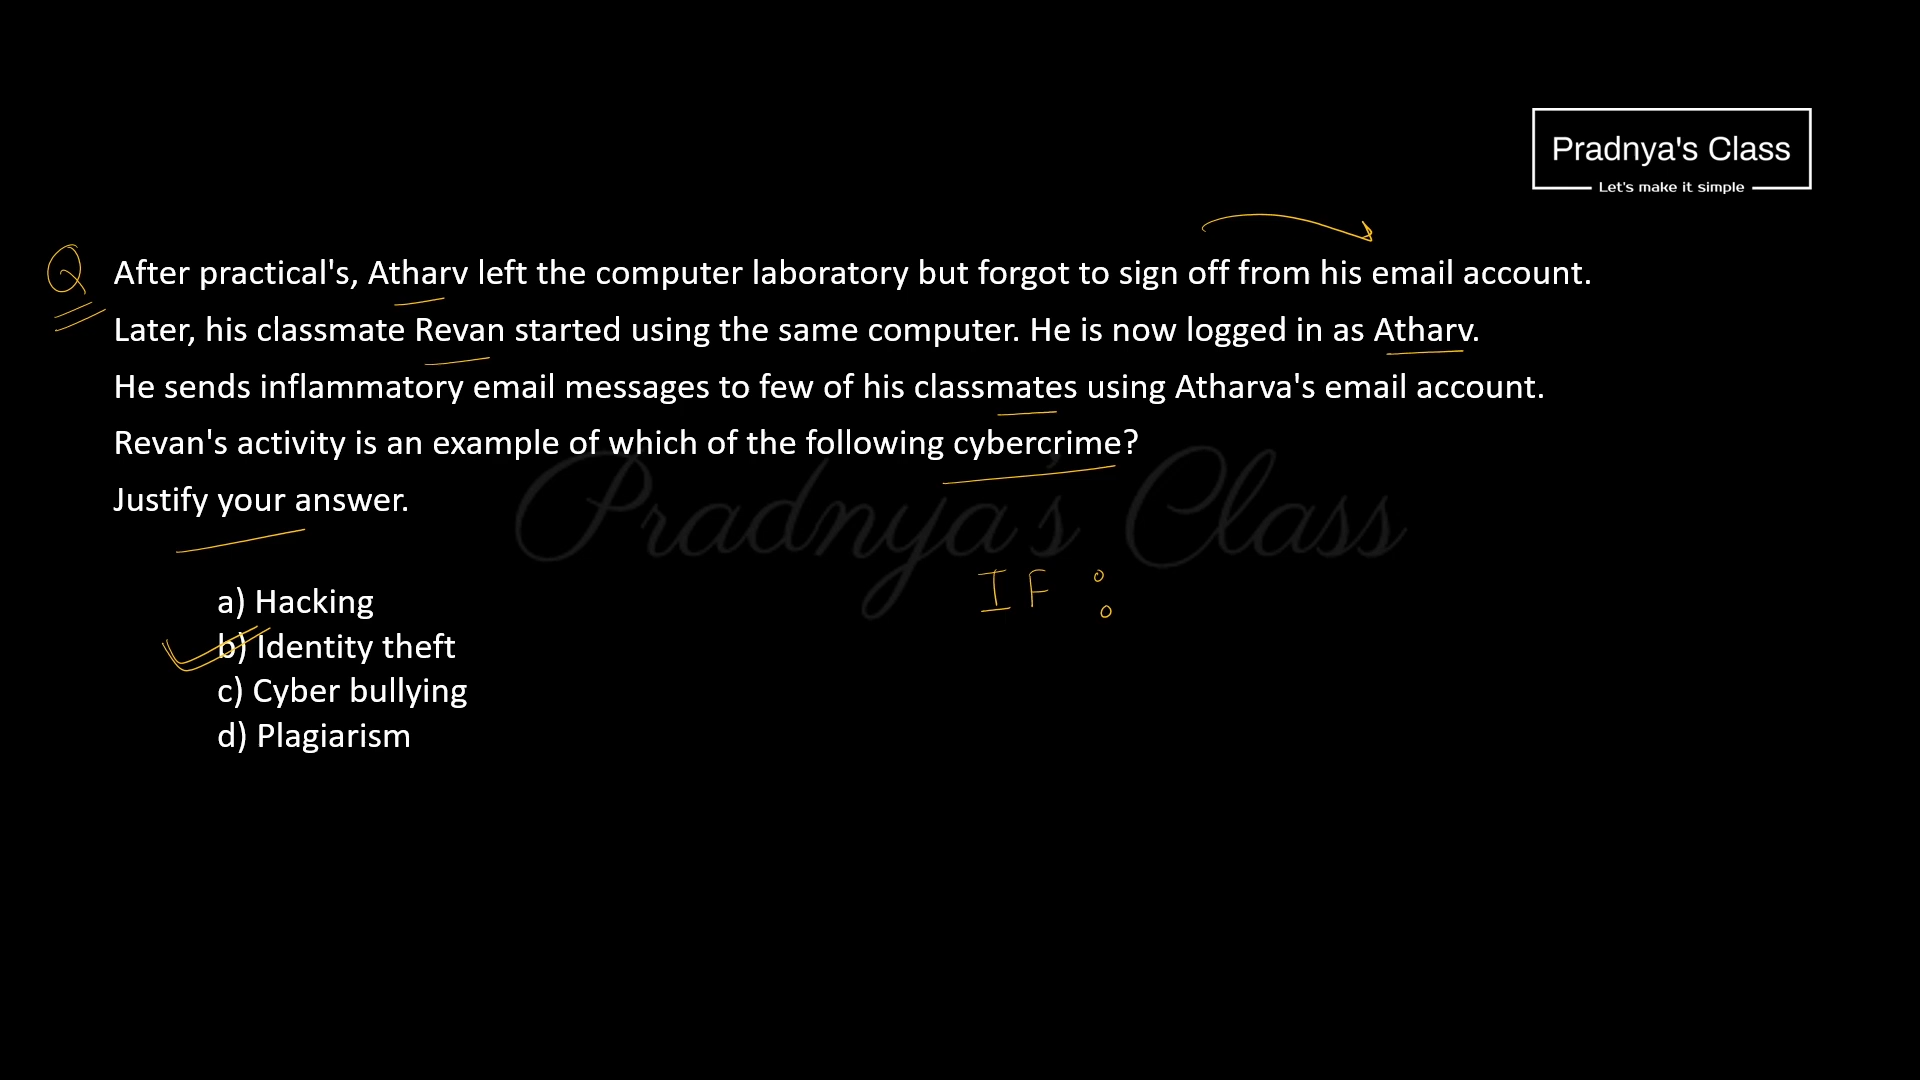 Pradnya's Class
Let's make it simple
Q After practical's, Atharv left the computer laboratory but forgot to sign off from his email account.
Later, his classmate Revan started using the same computer. He is now logged in as Atharv.
He sends inflammatory email messages to few of his classmates using Atharva's email account.
Revan's activity is an example of which of the following cybercrime?
Justify your answer.
Pradnya's Class
IF :
a) Hacking
b) Identity theft
c) Cyber bullying
d) Plagiarism